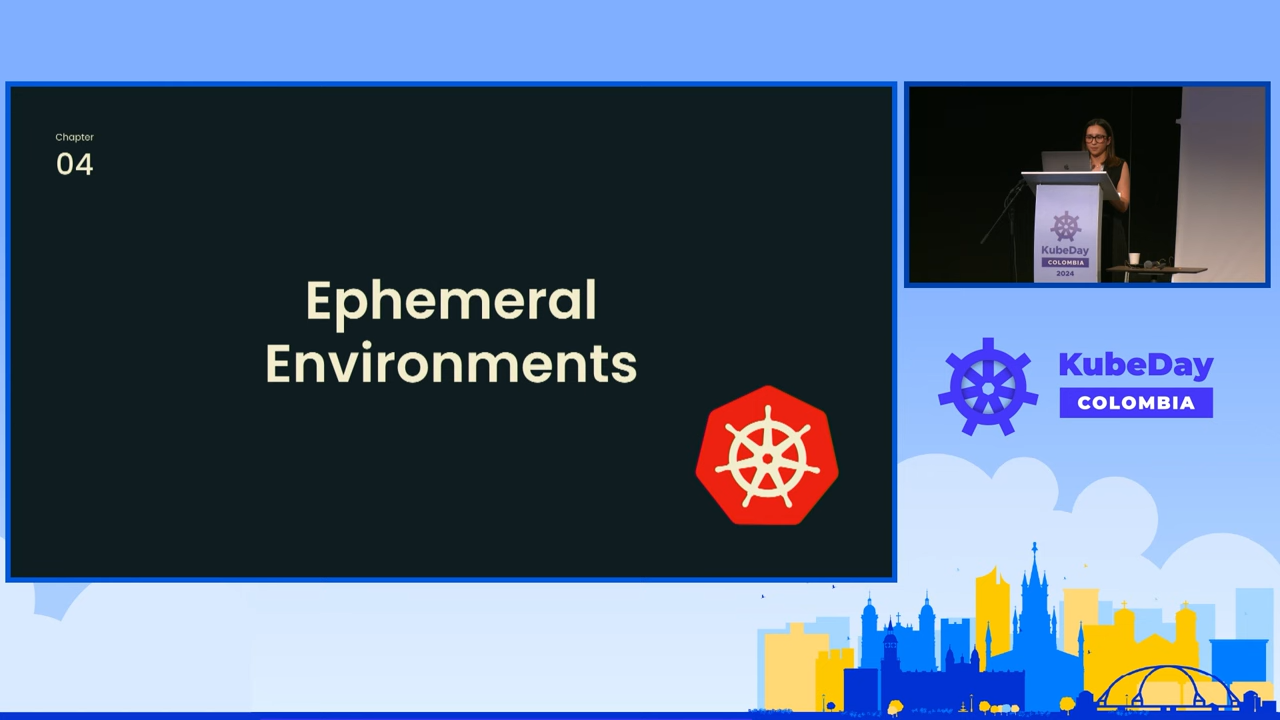 Chapter
04
Ephemeral
Environments
KubeDay
COLOMBIA
2024
KubeDay
COLOMBIA